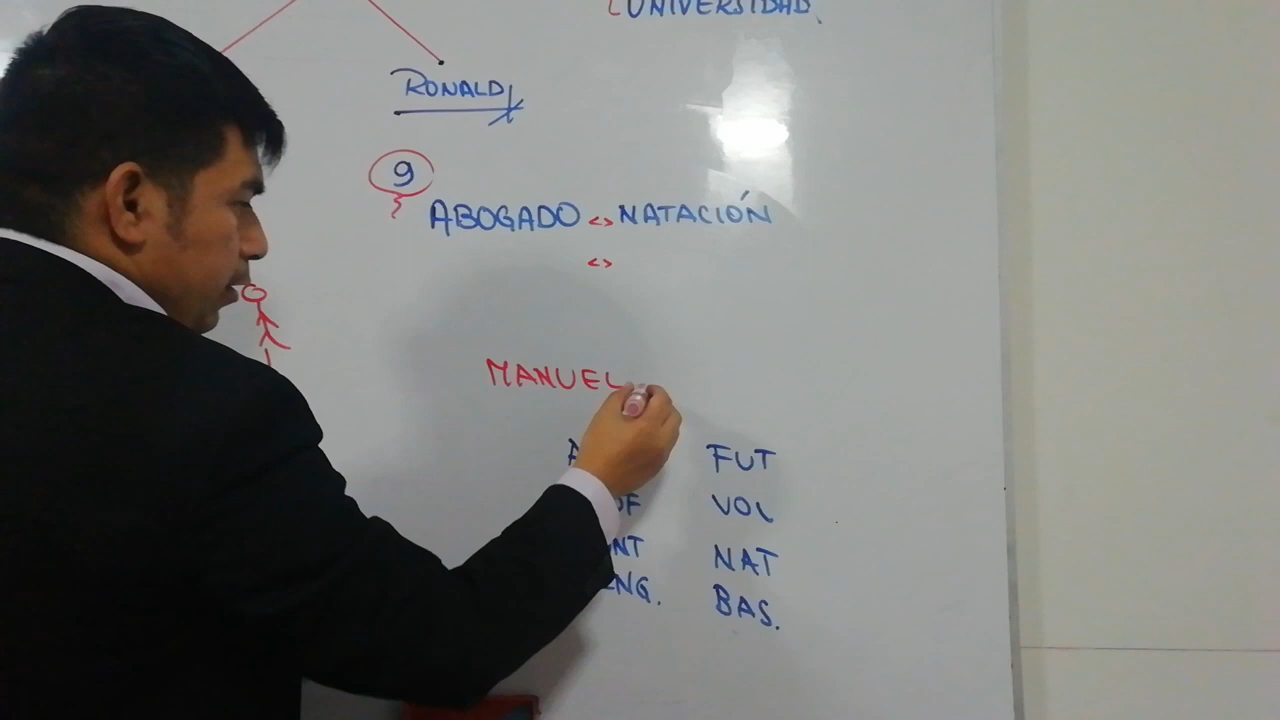 UNIVERSIDAD
RONALD
9
ABOGADO <> NATACIÓN
<>
MANUEL
FUT
VOL
NAT
BAS.